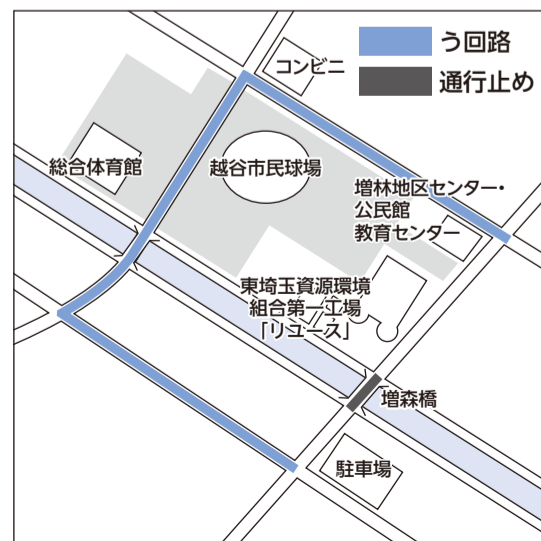 う回路
通行止め
コンビニ
総合体育館
越谷市民球場
増林地区センター・
公民館
教育センター
東埼玉資源環境
組合第一工場
「リユース」
増森橋
駐車場